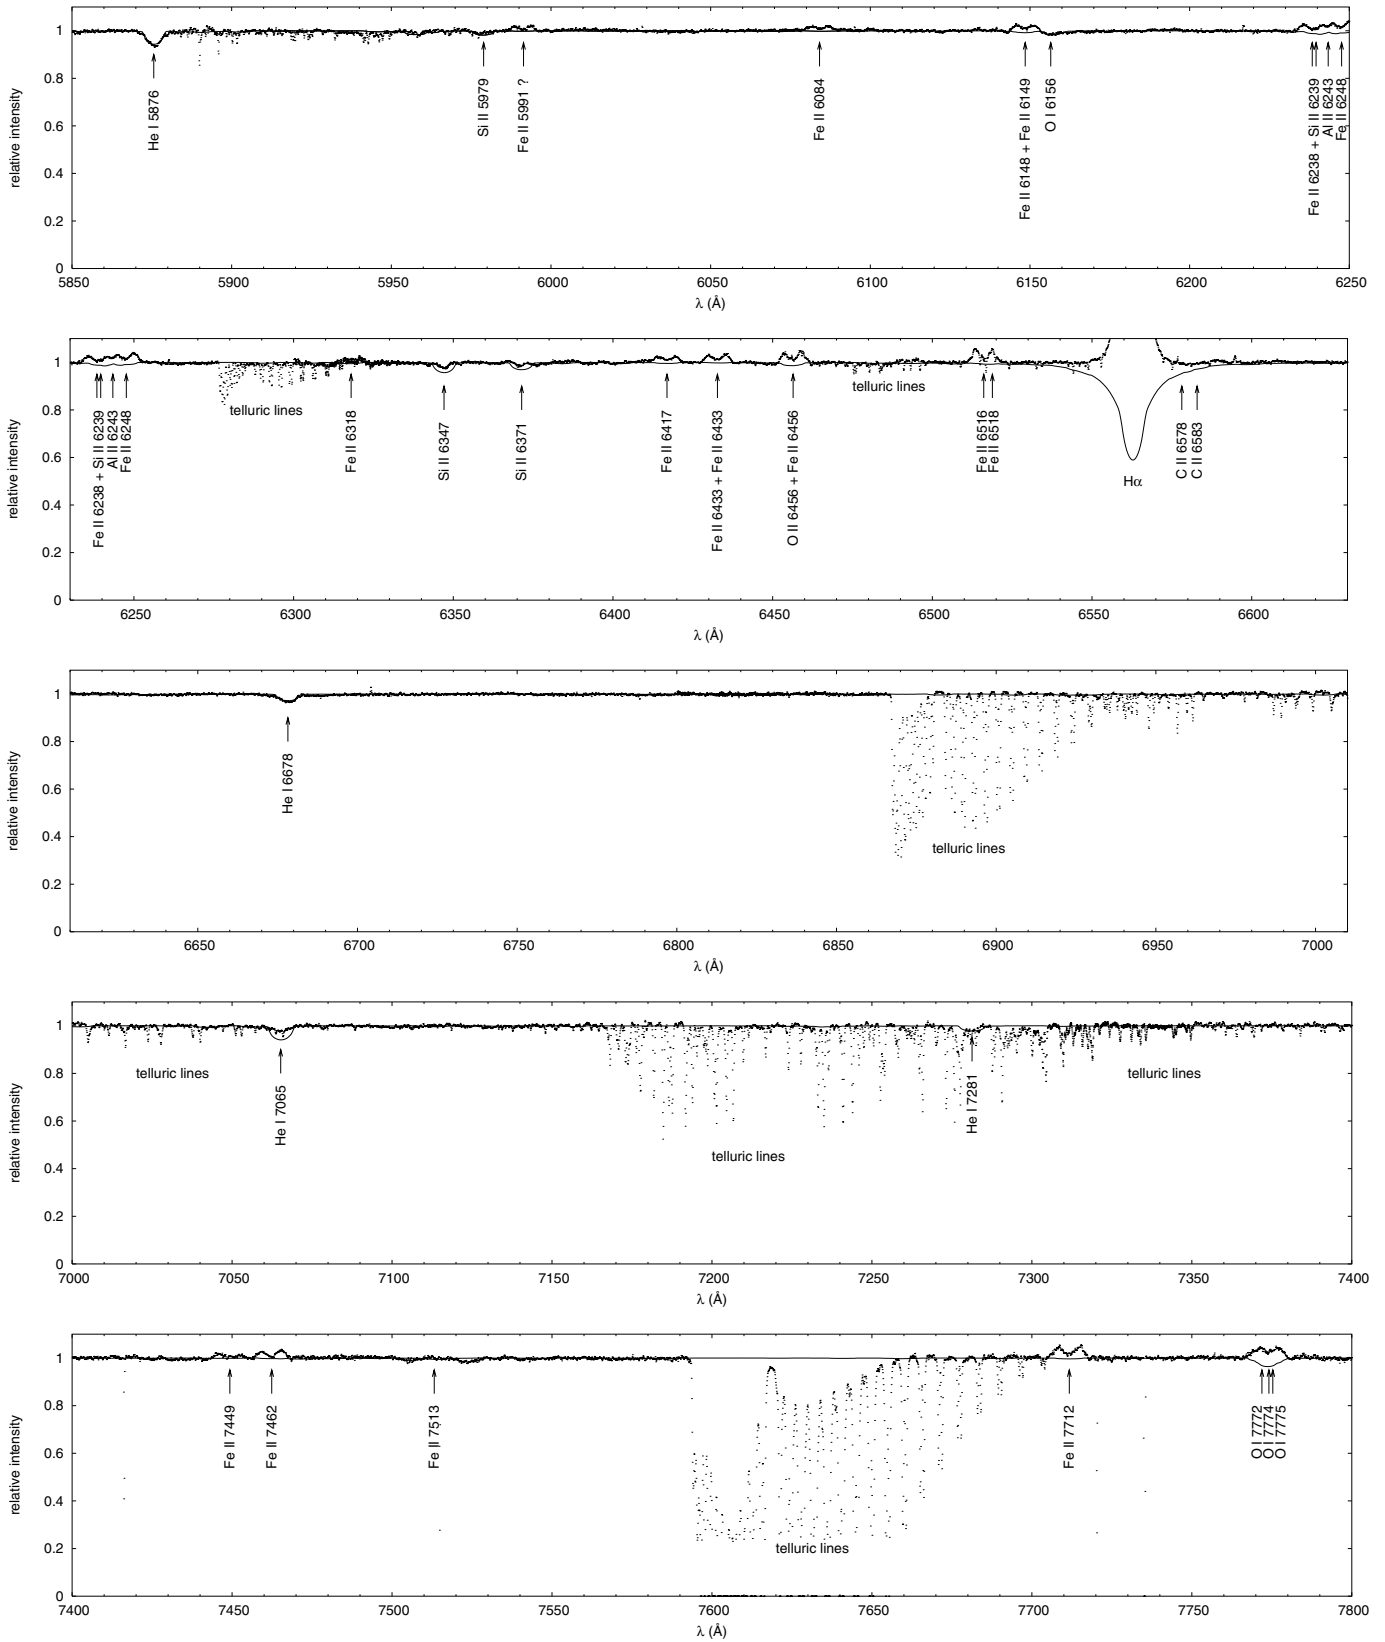 1
0.8
0.6
0.4
0.2
0
relative intensity
He I 5876
Si II 5979
Fe II 5991 ?
Fe II 6084
Fe II 6148 + Fe II 6149
O I 6156
Fe II 6238 + Si II 6239
Al II 6243
Fe II 6248
5850
5900
5950
6000
6050
6100
6150
6200
6250
λ (Å)
1
0.8
0.6
0.4
0.2
0
relative intensity
Fe II 6238 + Si II 6239
Al II 6243
Fe II 6248
telluric lines
Fe II 6318
Si II 6347
Si II 6371
Fe II 6417
Fe II 6433 + Fe II 6433
O II 6456 + Fe II 6456
telluric lines
Fe II 6516
Fe II 6518
Hα
C II 6578
C II 6583
6250
6300
6350
6400
6450
6500
6550
6600
λ (Å)
1
0.8
0.6
0.4
0.2
0
relative intensity
He I 6678
telluric lines
6650
6700
6750
6800
6850
6900
6950
7000
λ (Å)
1
0.8
0.6
0.4
0.2
0
relative intensity
telluric lines
He I 7065
telluric lines
He I 7281
telluric lines
7000
7050
7100
7150
7200
7250
7300
7350
7400
λ (Å)
1
0.8
0.6
0.4
0.2
0
relative intensity
Fe II 7449
Fe II 7462
Fe II 7513
telluric lines
Fe II 7712
O I 7772
O I 7774
O I 7775
7400
7450
7500
7550
7600
7650
7700
7750
7800
λ (Å)